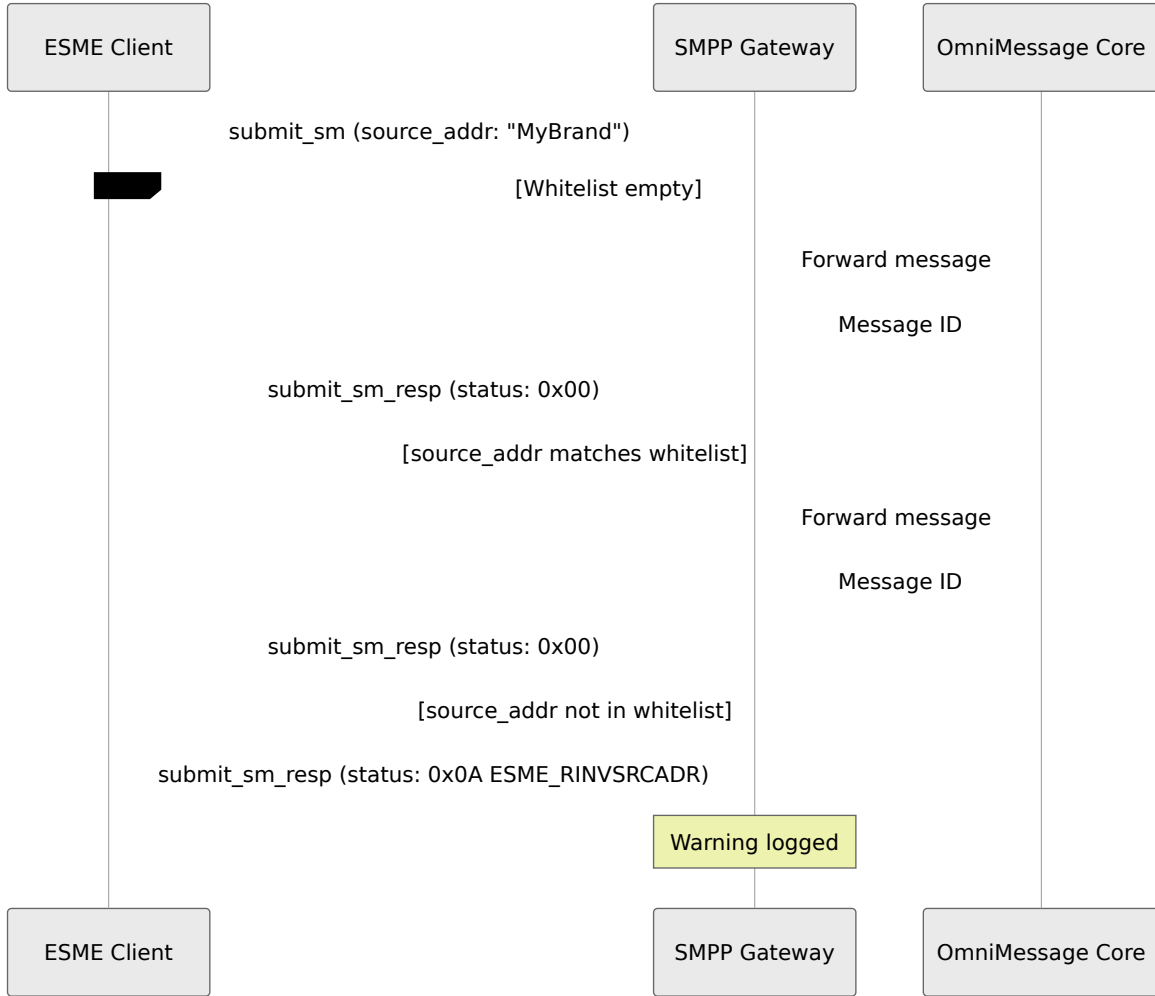 ESME Client
SMPP Gateway
OmniMessage Core
submit_sm (source_addr: "MyBrand")
[Whitelist empty]
Forward message
Message ID
submit_sm_resp (status: 0x00)
[source_addr matches whitelist]
Forward message
Message ID
submit_sm_resp (status: 0x00)
[source_addr not in whitelist]
submit_sm_resp (status: 0x0A ESME_RINVSRCADR)
Warning logged
ESME Client
SMPP Gateway
OmniMessage Core